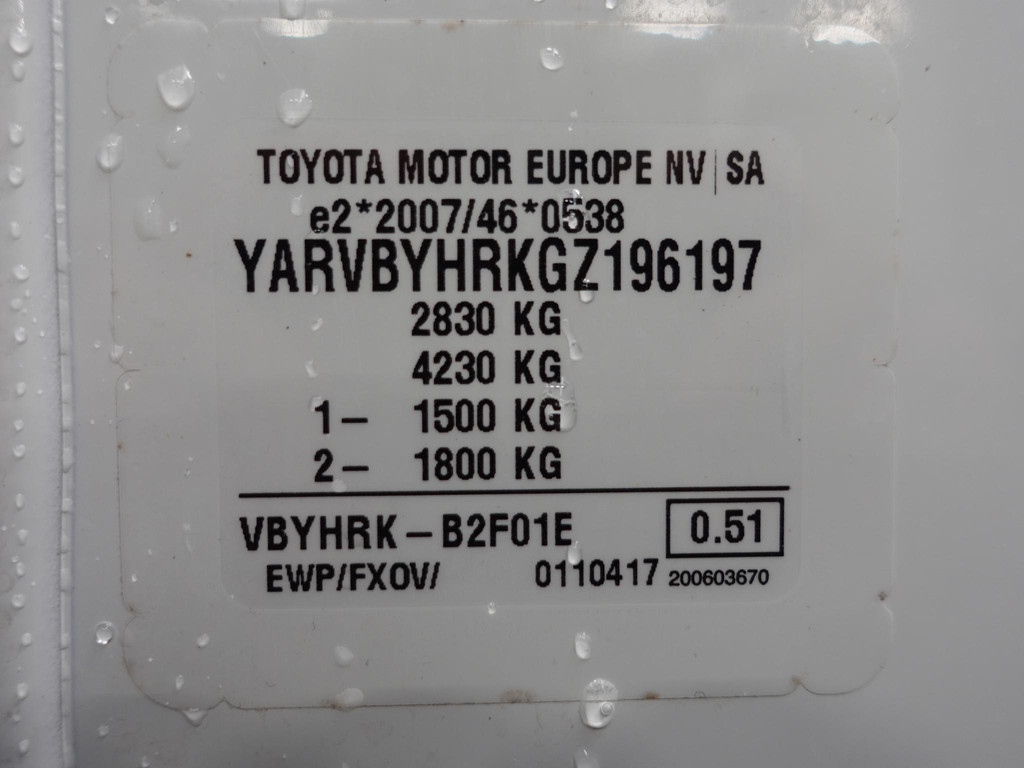 TOYOTA MOTOR EUROPE NV|SA
e2*2007/46*0538
YARVBYHRKGZ196197
2830 KG
4230 KG
1- 1500 KG
2- 1800 KG
VBYHRK-B2F01E 0.51
EWP/FXOV/ 0110417 200603670